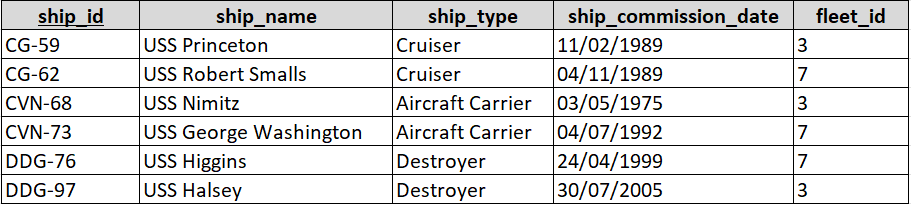 ship_id ship_name ship_type ship_commission_date fleet_id
CG-59 USS Princeton Cruiser 11/02/1989 3
CG-62 USS Robert Smalls Cruiser 04/11/1989 7
CVN-68 USS Nimitz Aircraft Carrier 03/05/1975 3
CVN-73 USS George Washington Aircraft Carrier 04/07/1992 7
DDG-76 USS Higgins Destroyer 24/04/1999 7
DDG-97 USS Halsey Destroyer 30/07/2005 3